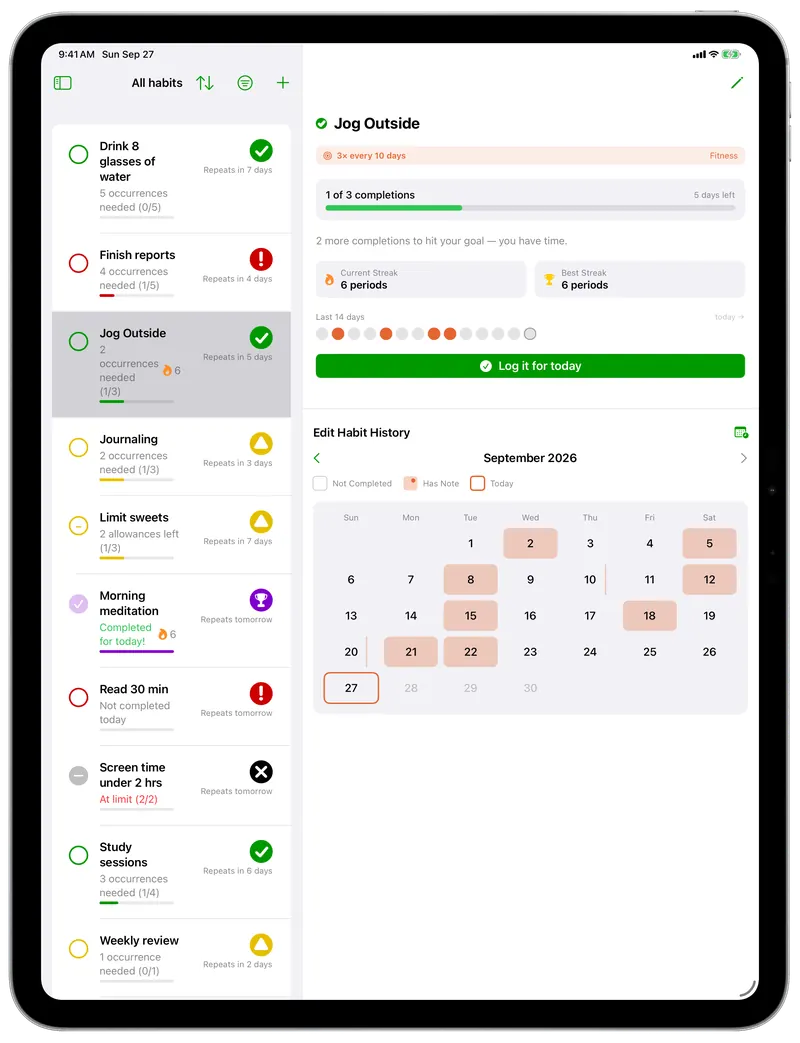 9:41 AM Sun Sep 27
All habits
Drink 8
glasses of
water
5 occurrences
needed (0/5)
Repeats in 7 days
Finish reports
4 occurrences
needed (1/5)
Repeats in 4 days
Jog Outside
2
occurrences
needed
(1/3)
6
Repeats in 5 days
Journaling
2 occurrences
needed (1/3)
Repeats in 3 days
Limit sweets
2 allowances left
(1/3)
Repeats in 7 days
Morning
meditation
Completed
for today!
6
Repeats tomorrow
Read 30 min
Not completed
today
Repeats tomorrow
Screen time
under 2 hrs
At limit (2/2)
Repeats tomorrow
Study
sessions
3 occurrences
needed (1/4)
Repeats in 6 days
Weekly review
1 occurrence
needed (0/1)
Repeats in 2 days
Jog Outside
3× every 10 days Fitness
1 of 3 completions 5 days left
2 more completions to hit your goal — you have time.
Current Streak
6 periods
Best Streak
6 periods
Last 14 days today →
Log it for today
Edit Habit History
September 2026
Not Completed Has Note Today
Sun Mon Tue Wed Thu Fri Sat
1 2 3 4 5
6 7 8 9 10 11 12
13 14 15 16 17 18 19
20 21 22 23 24 25 26
27 28 29 30